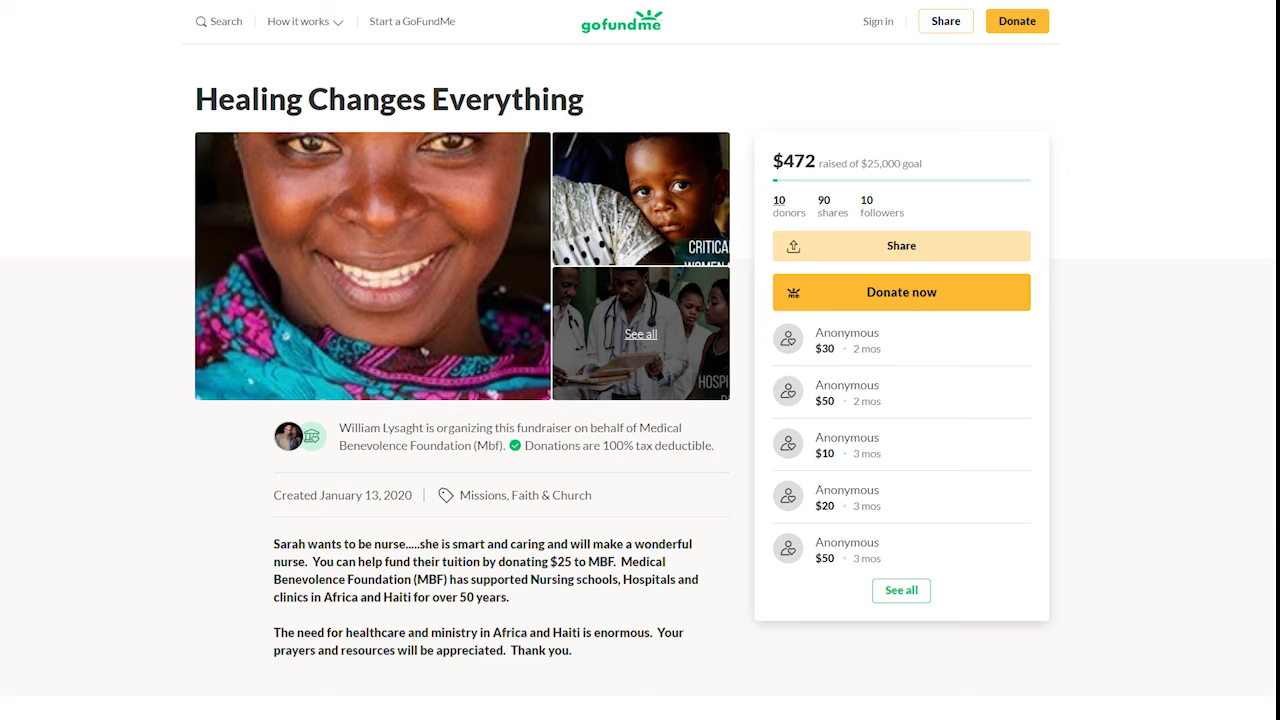 Search
How it works
Start a GoFundMe
gofundme
Sign in
Share
Donate
Healing Changes Everything
CRITICA
See all
HOSPI
$472 raised of $25,000 goal
10 donors
90 shares
10 followers
Share
Donate now
Anonymous
$30 • 2 mos
Anonymous
$50 • 2 mos
Anonymous
$10 • 3 mos
Anonymous
$20 • 3 mos
Anonymous
$50 • 3 mos
See all
William Lysaght is organizing this fundraiser on behalf of Medical
Benevolence Foundation (Mbf). Donations are 100% tax deductible.
Created January 13, 2020
Missions, Faith & Church
Sarah wants to be nurse.....she is smart and caring and will make a wonderful
nurse. You can help fund their tuition by donating $25 to MBF. Medical
Benevolence Foundation (MBF) has supported Nursing schools, Hospitals and
clinics in Africa and Haiti for over 50 years.
The need for healthcare and ministry in Africa and Haiti is enormous. Your
prayers and resources will be appreciated. Thank you.